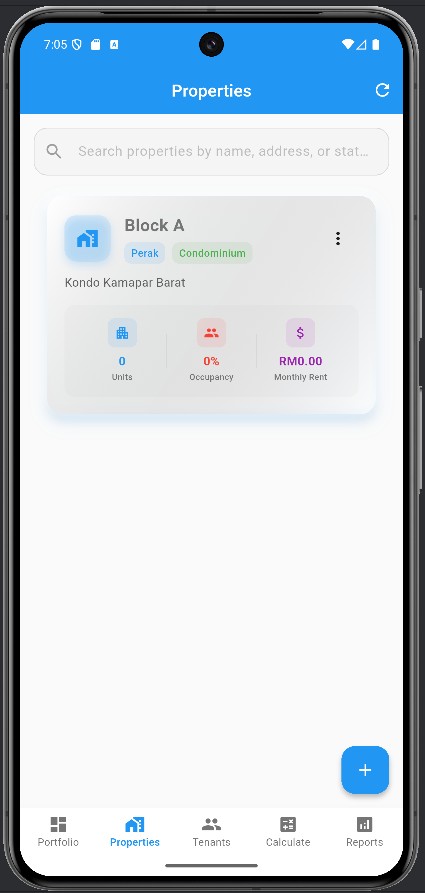 7:05
Properties
Search properties by name, address, or stat...
Block A
Perak Condominium
Kondo Kamapar Barat
$
0 0% RM0.00
Units Occupancy Monthly Rent
+
Portfolio Properties Tenants Calculate Reports